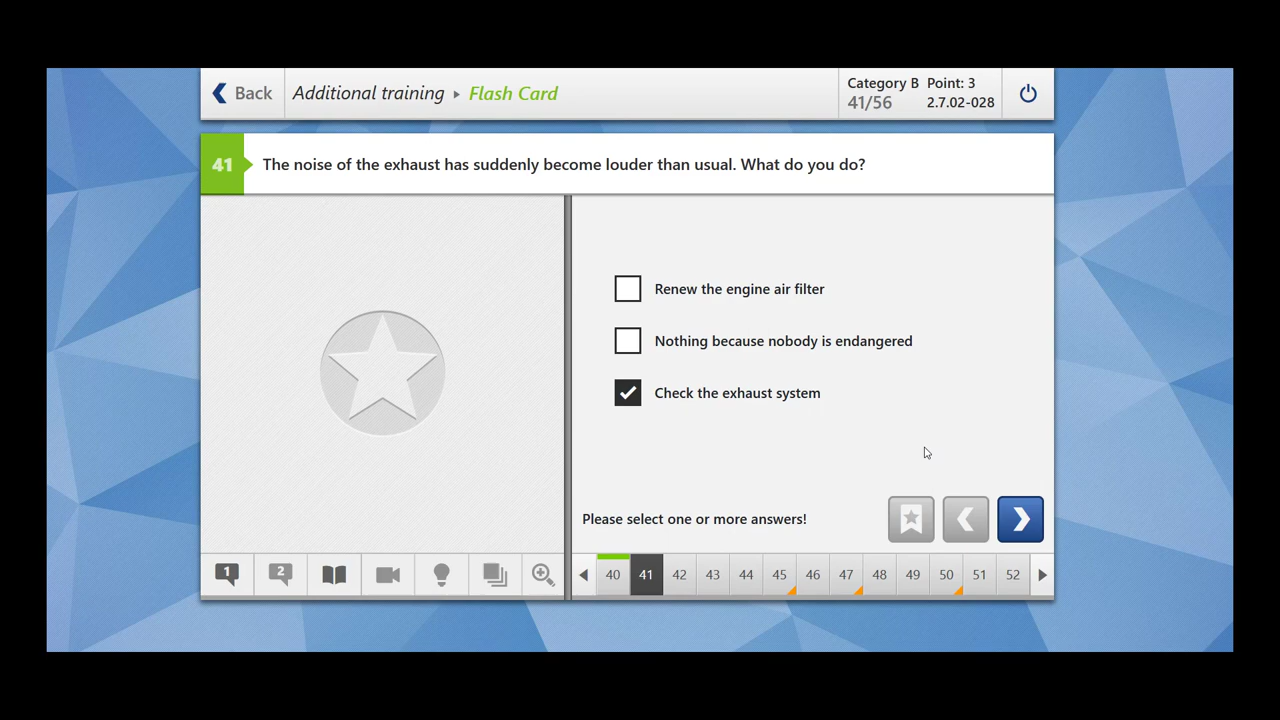 Back
Additional training ▸ Flash Card
Category B Point: 3
41/56 2.7.02-028
41 The noise of the exhaust has suddenly become louder than usual. What do you do?
Renew the engine air filter
Nothing because nobody is endangered
Check the exhaust system
Please select one or more answers!
1 2
40 41 42 43 44 45 46 47 48 49 50 51 52